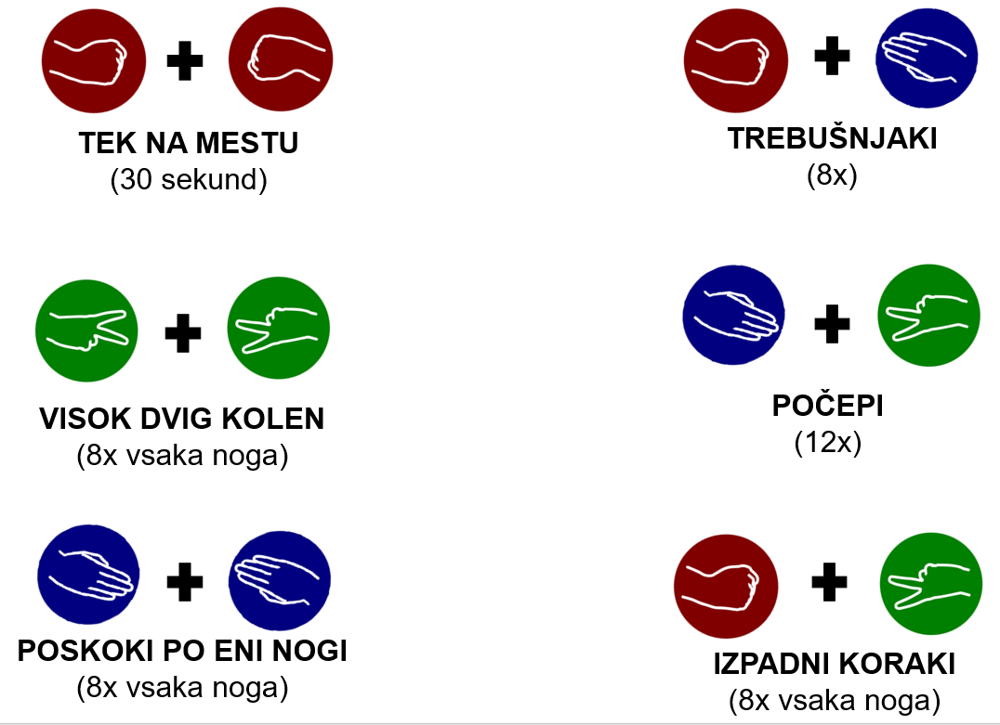 TEK NA MESTU
(30 sekund)
TREBUŠNJAKI
(8x)
VISOK DVIG KOLEN
(8x vsaka noga)
POČEPI
(12x)
POSKOKI PO ENI NOGI
(8x vsaka noga)
IZPADNI KORAKI
(8x vsaka noga)